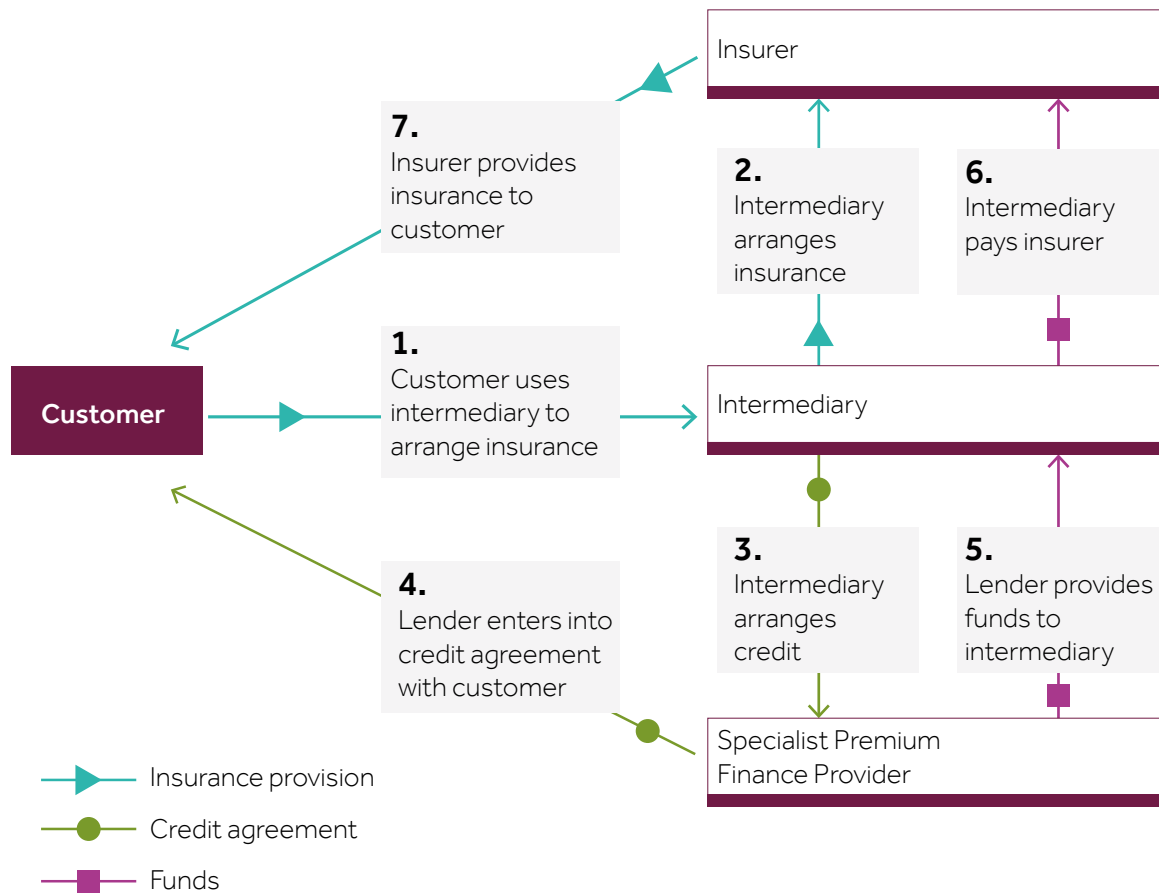 Insurer
7.
Insurer provides
insurance to
customer
2.
Intermediary
arranges
insurance
6.
Intermediary
pays insurer
Customer
1.
Customer uses
intermediary to
arrange insurance
Intermediary
4.
Lender enters into
credit agreement
with customer
3.
Intermediary
arranges
credit
5.
Lender provides
funds to
intermediary
Specialist Premium
Finance Provider
Insurance provision
Credit agreement
Funds